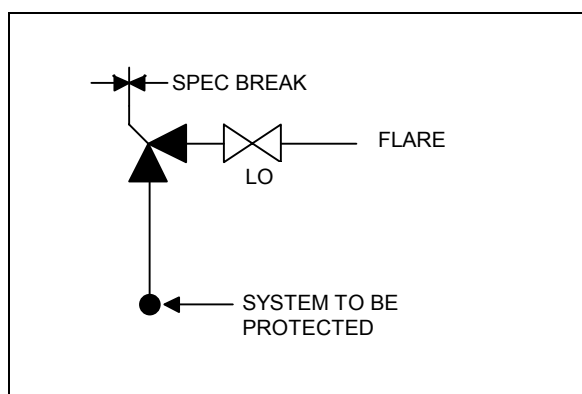 SPEC BREAK
FLARE
LO
SYSTEM TO BE
PROTECTED